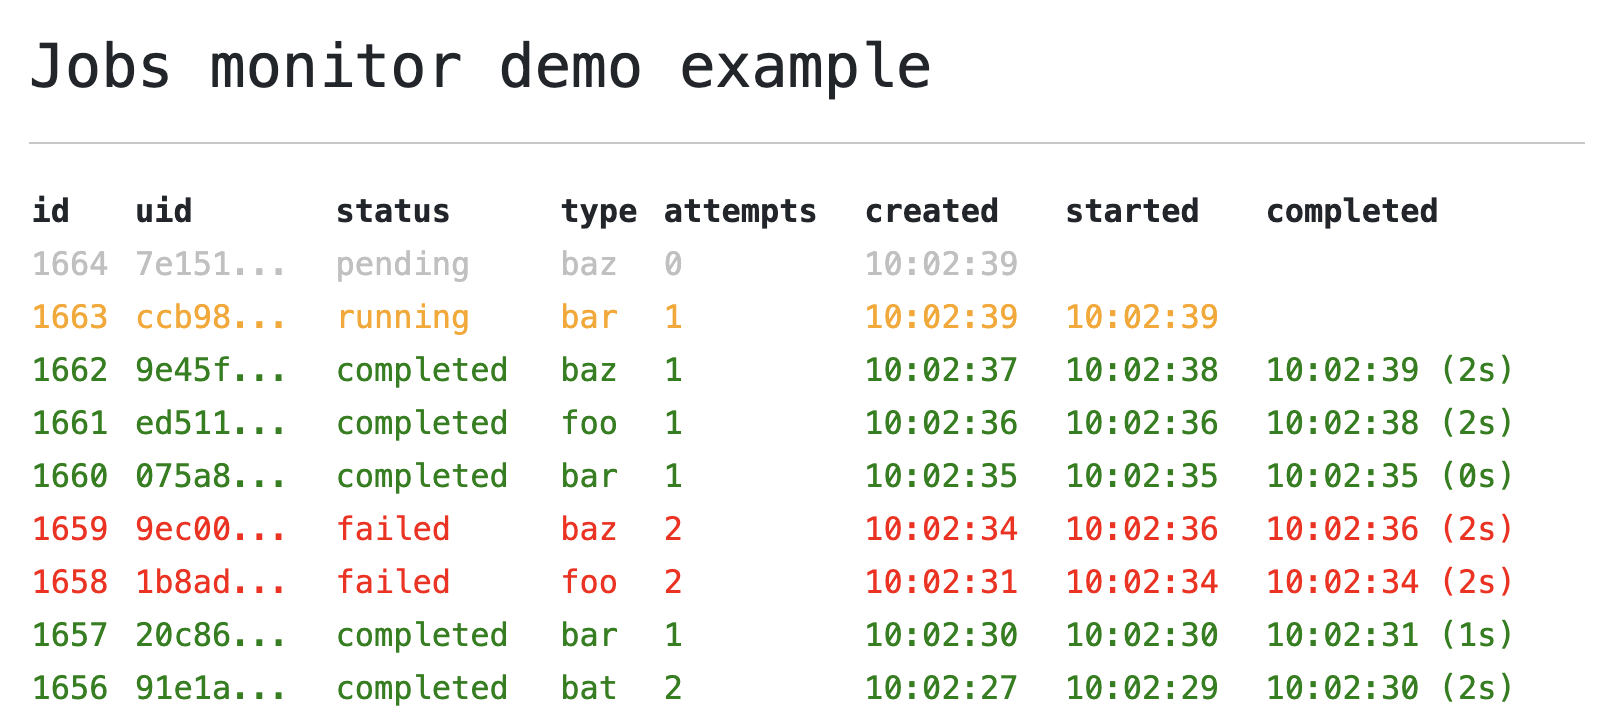 Jobs monitor demo example
id uid status type attempts created started completed
1664 7e151... pending baz 0 10:02:39
1663 ccb98... running bar 1 10:02:39 10:02:39
1662 9e45f... completed baz 1 10:02:37 10:02:38 10:02:39 (2s)
1661 ed511... completed foo 1 10:02:36 10:02:36 10:02:38 (2s)
1660 075a8... completed bar 1 10:02:35 10:02:35 10:02:35 (0s)
1659 9ec00... failed baz 2 10:02:34 10:02:36 10:02:36 (2s)
1658 1b8ad... failed foo 2 10:02:31 10:02:34 10:02:34 (2s)
1657 20c86... completed bar 1 10:02:30 10:02:30 10:02:31 (1s)
1656 91e1a... completed bat 2 10:02:27 10:02:29 10:02:30 (2s)